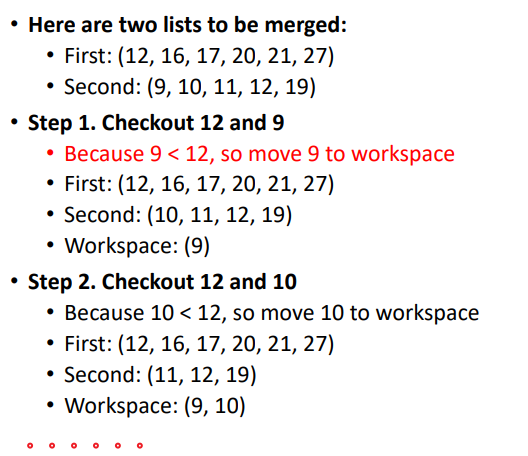 • Here are two lists to be merged:
• First: (12, 16, 17, 20, 21, 27)
• Second: (9, 10, 11, 12, 19)
• Step 1. Checkout 12 and 9
• Because 9 < 12, so move 9 to workspace
• First: (12, 16, 17, 20, 21, 27)
• Second: (10, 11, 12, 19)
• Workspace: (9)
• Step 2. Checkout 12 and 10
• Because 10 < 12, so move 10 to workspace
• First: (12, 16, 17, 20, 21, 27)
• Second: (11, 12, 19)
• Workspace: (9, 10)